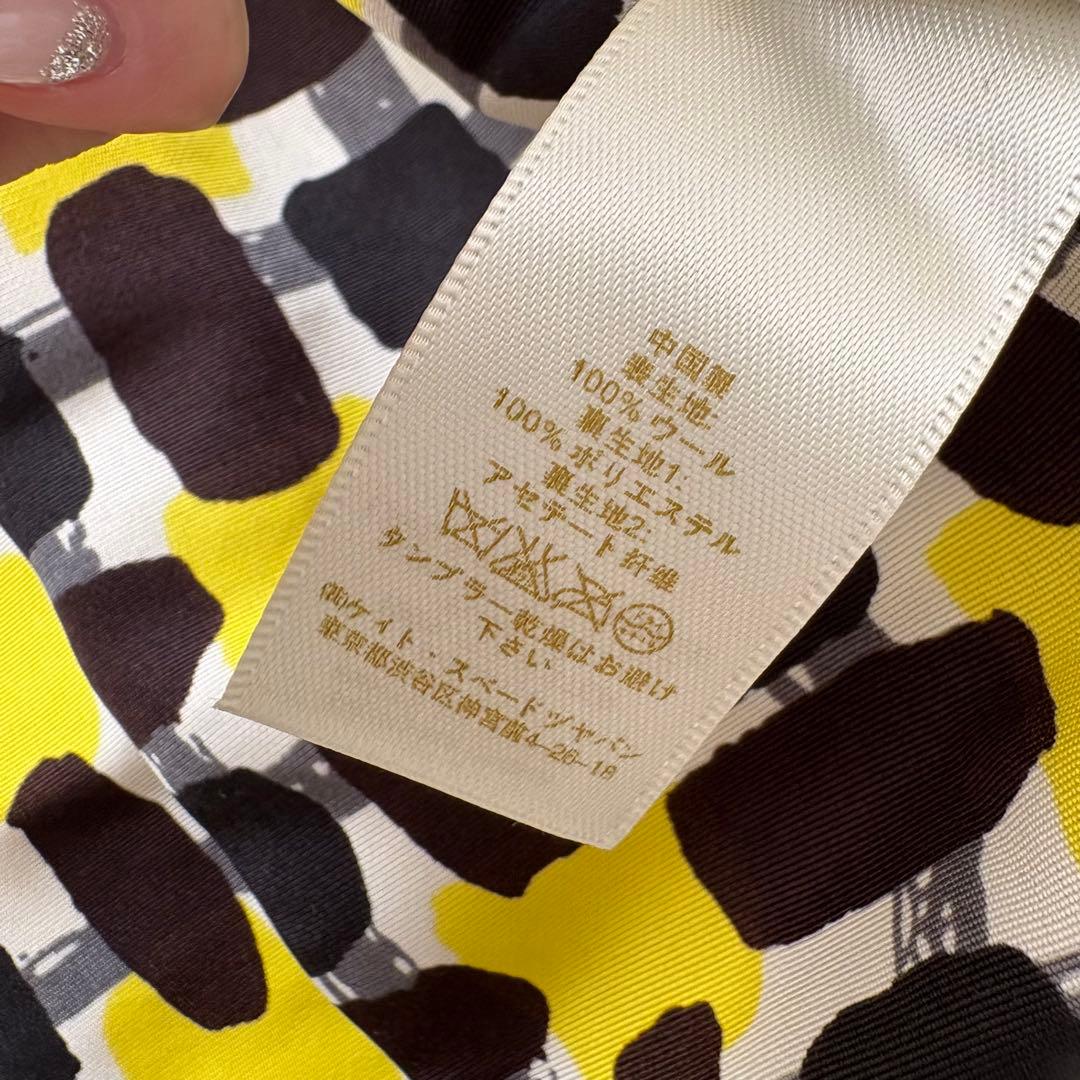 中国製
表生地:
100% ウール
裏生地1:
100% ポリエステル
裏生地2:
アセテート繊維
タンブラー乾燥はお避け
下さい
(株)ケイト・スペードジャパン
東京都渋谷区神宮前4-26-18